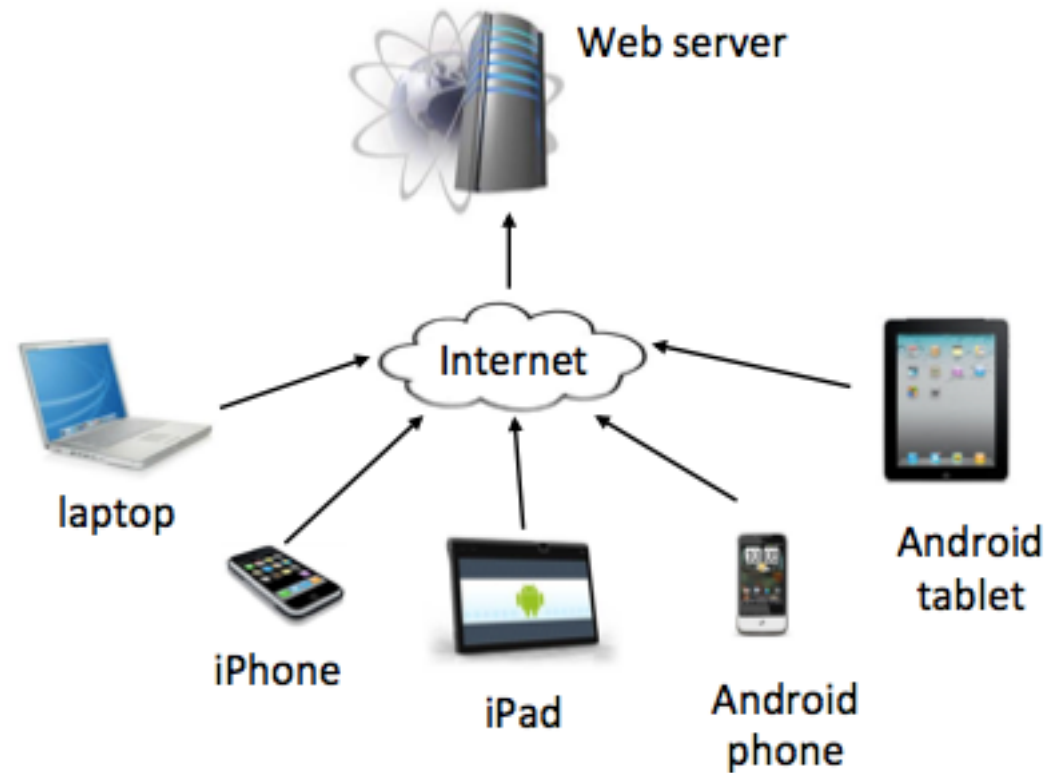 Web server
Internet
laptop
iPhone
iPad
Android
phone
Android
tablet